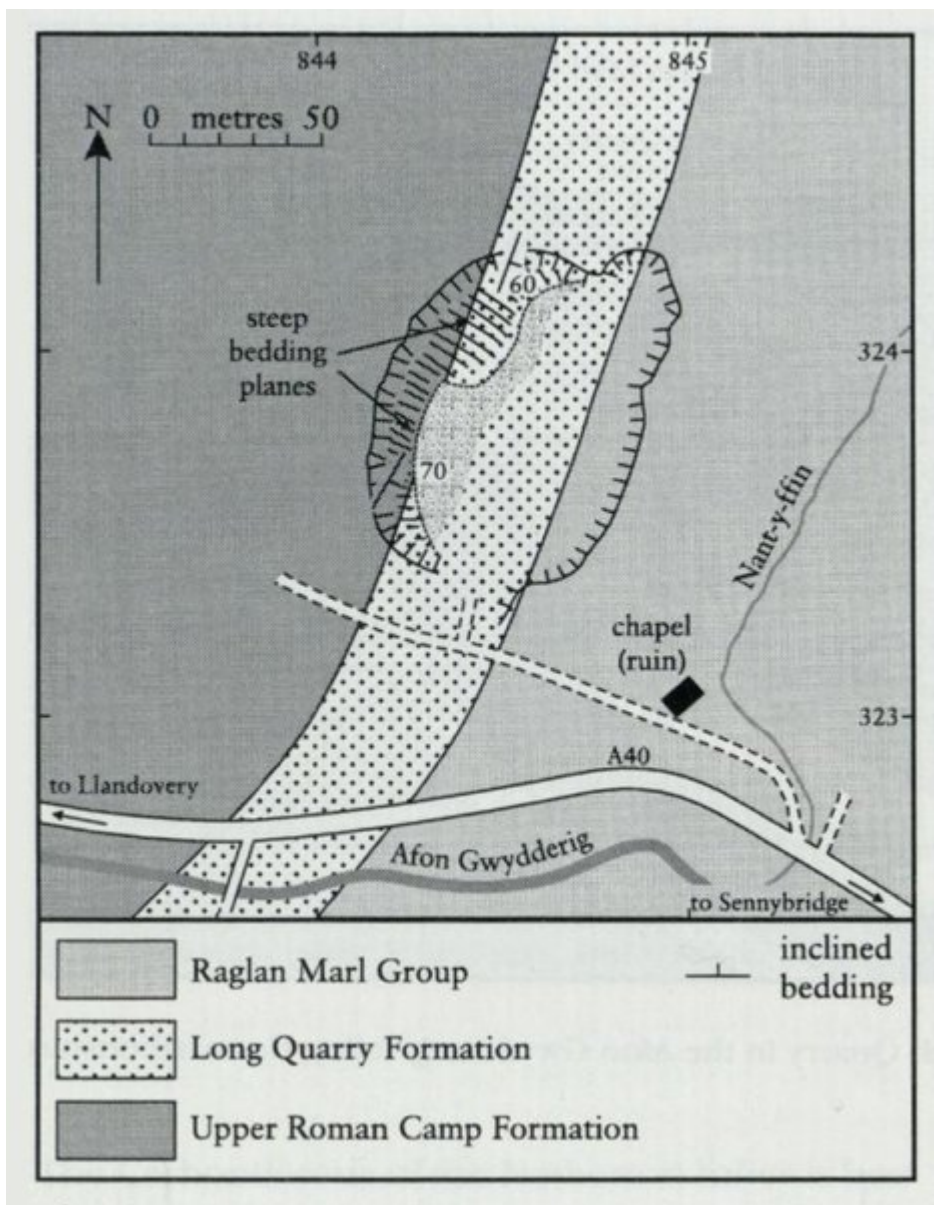 844
845
N 0 metres 50
60
steep
bedding
planes
324
70
Nant-y-ffin
chapel
(ruin)
323
A40
to Llandovery
Afon Gwydderig
to Sennybridge
Raglan Marl Group
inclined
bedding
Long Quarry Formation
Upper Roman Camp Formation